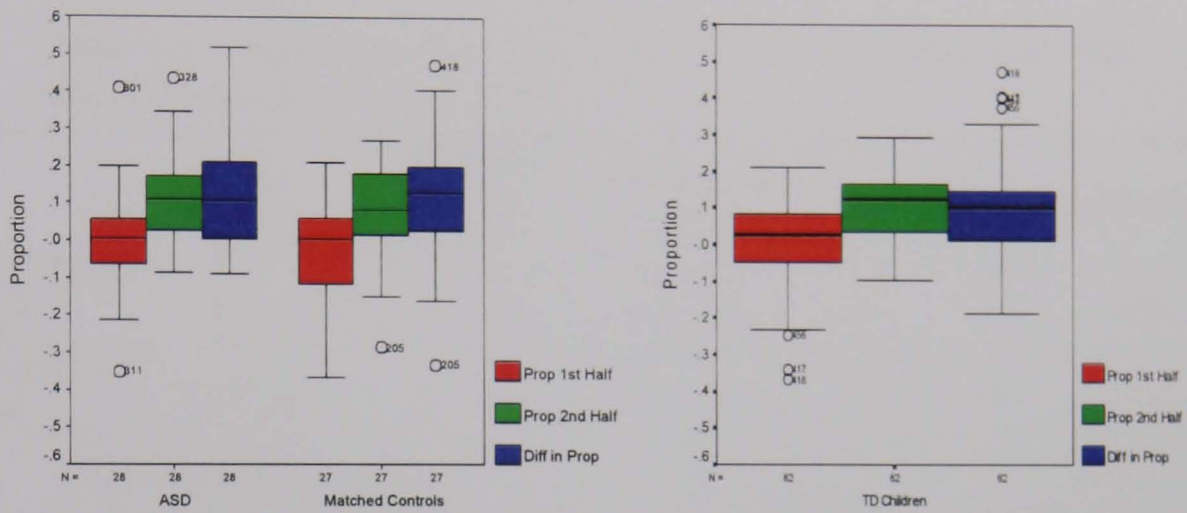 .6
.5
.4
.3
.2
.1
-.0
-.1
-.2
-.3
-.4
-.5
-.6
Proportion
301
328
311
418
205
205
N = 28 28 28 27 27 27
ASD Matched Controls
Prop 1st Half
Prop 2nd Half
Diff in Prop
.6
.5
.4
.3
.2
.1
-.0
-.1
-.2
-.3
-.4
-.5
-.6
Proportion
417
418
416
N = 62 62 62
TD Children
Prop 1st Half
Prop 2nd Half
Diff in Prop